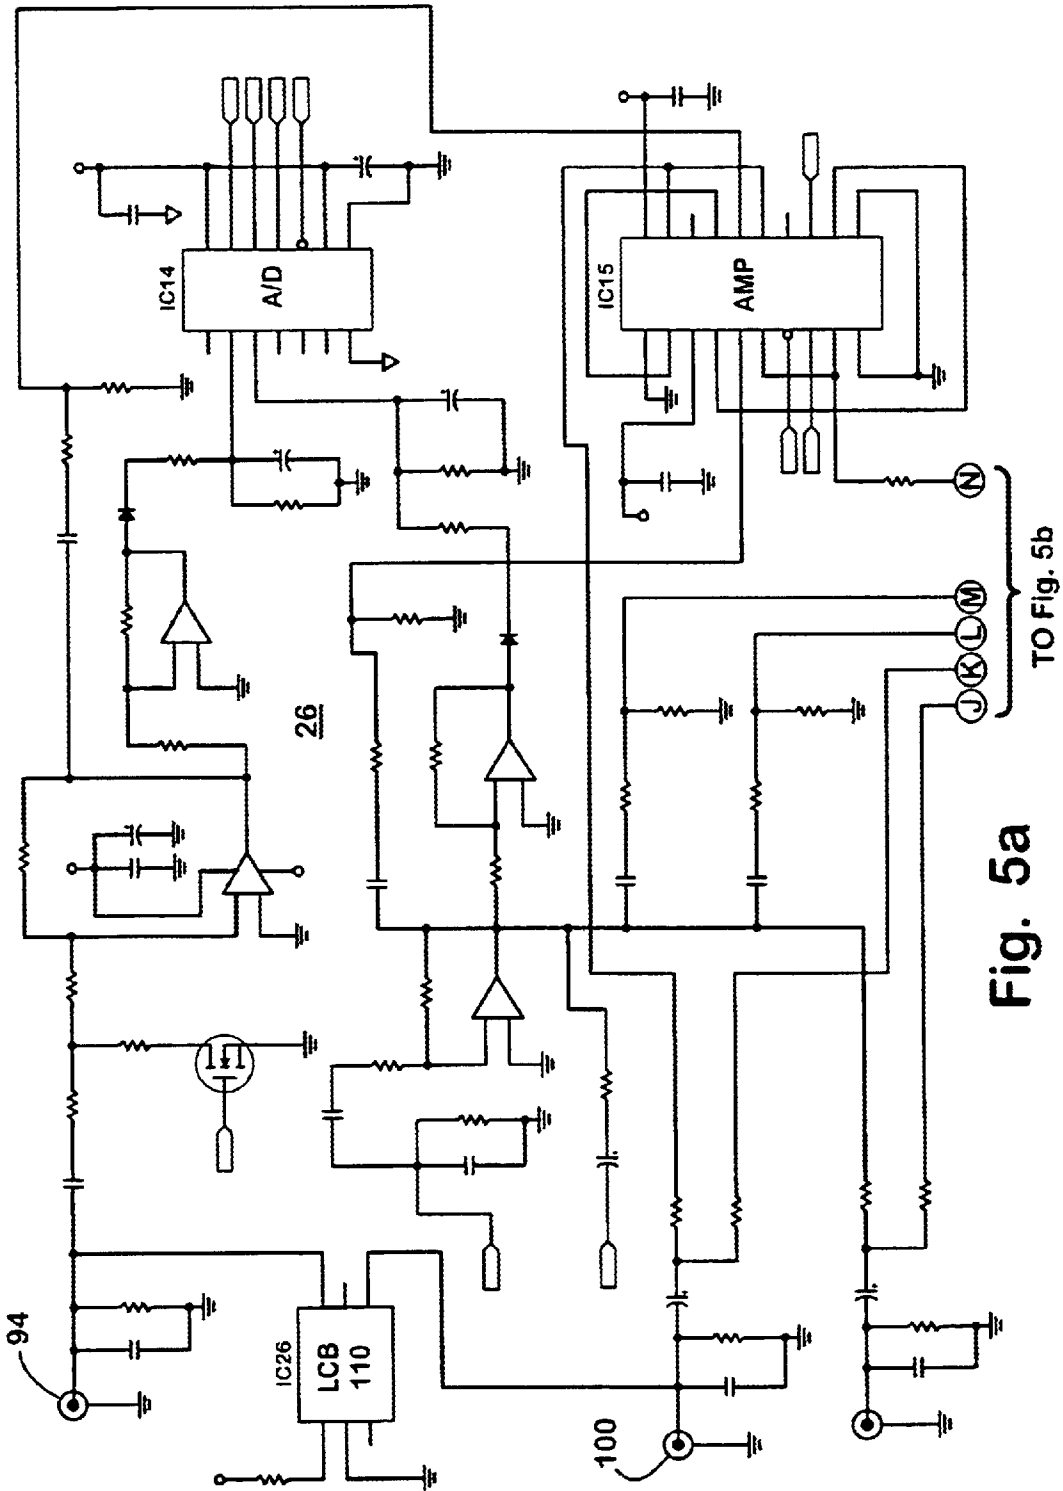 94
IC26
LCB
110
100
26
IC14
A/D
IC15
AMP
J
K
L
M
N
TO Fig. 5b
Fig. 5a